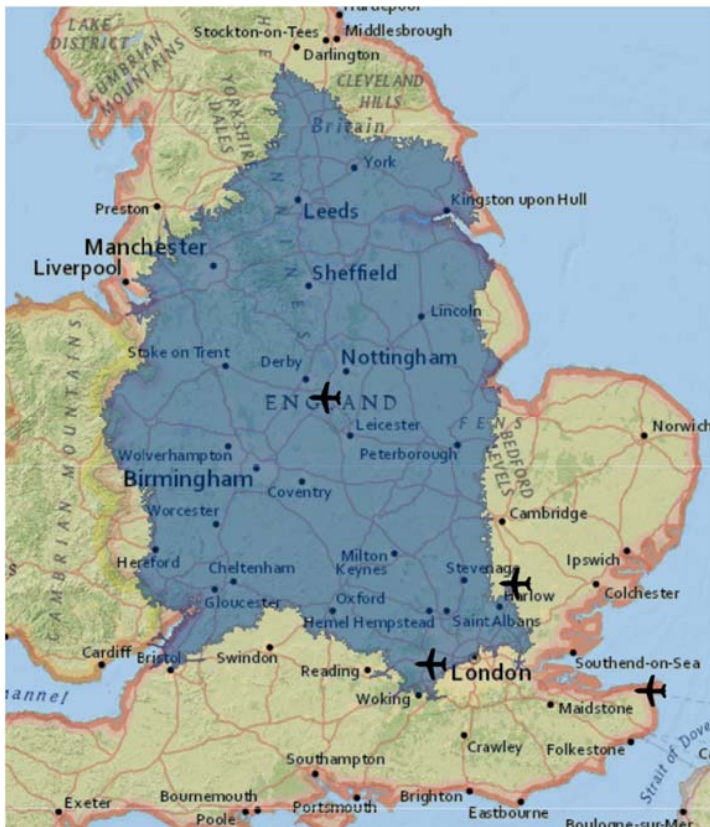 Hartlepool
LAKE
DISTRICT
CUMBRIAN
MOUNTAINS
Stockton-on-Tees
Middlesbrough
Darlington
CLEVELAND
HILLS
YORKSHIRE
DALES
Britain
PENNINES
York
Preston
Leeds
Kingston upon Hull
Manchester
Liverpool
Sheffield
Lincoln
Stoke on Trent
Derby
Nottingham
ENGLAND
Leicester
FENS
BEDFORD
LEVELS
Norwich
Wolverhampton
Peterborough
Birmingham
Coventry
CAMBRIAN MOUNTAINS
Worcester
Cambridge
Hereford
Milton
Keynes
Ipswich
Cheltenham
Stevenage
Colchester
Gloucester
Oxford
Harlow
Hemel Hempstead
Saint Albans
Cardiff
Bristol
Swindon
Reading
London
Southend-on-Sea
Woking
Maidstone
Crawley
Folkestone
Strait of Dove
Southampton
Bournemouth
Portsmouth
Brighton
Eastbourne
Exeter
Poole
Boulogne-sur-Mer